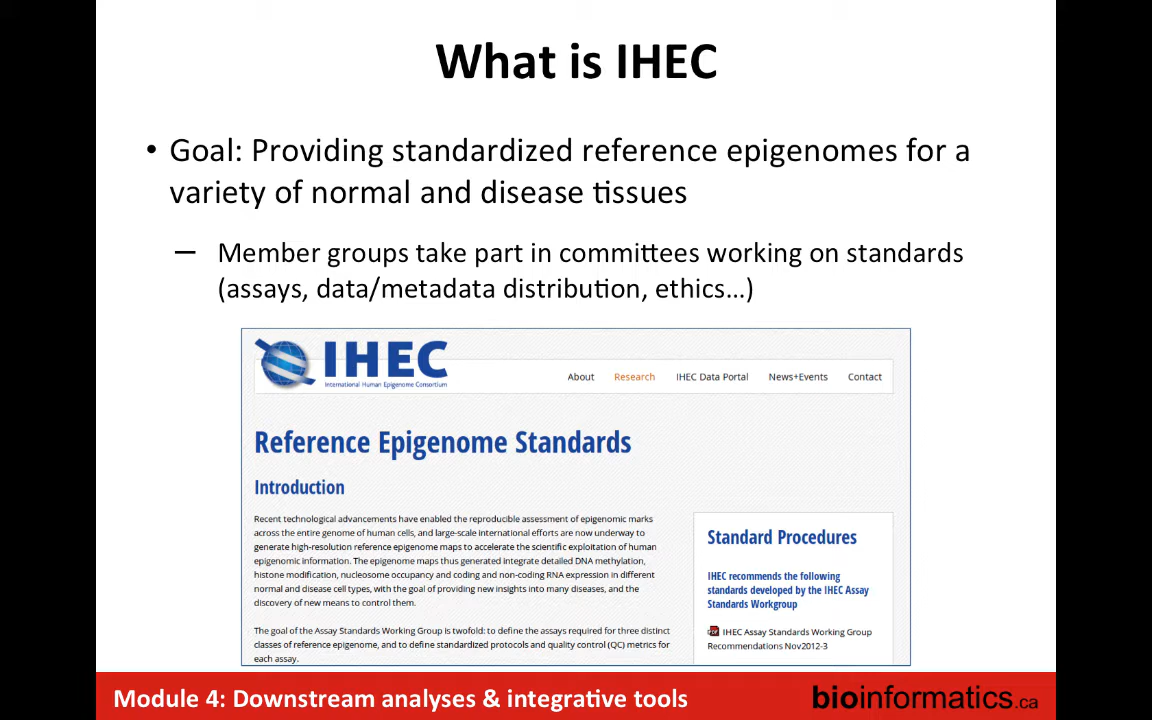 What is IHEC
• Goal: Providing standardized reference epigenomes for a
variety of normal and disease tissues
— Member groups take part in committees working on standards
(assays, data/metadata distribution, ethics...)
IHEC
International Human Epigenome Consortium
About Research IHEC Data Portal News+Events Contact
Reference Epigenome Standards
Introduction
Recent technological advancements have enabled the reproducible assessment of epigenomic marks
across the entire genome of human cells, and large-scale international efforts are now underway to
generate high-resolution reference epigenome maps to accelerate the scientific exploitation of human
epigenomic information. The epigenome maps thus generated integrate detailed DNA methylation,
histone modification, nucleosome occupancy and coding and non-coding RNA expression in different
normal and disease cell types, with the goal of providing new insights into many diseases, and the
discovery of new means to control them.
The goal of the Assay Standards Working Group is twofold: to define the assays required for three distinct
classes of reference epigenome, and to define standardized protocols and quality control (QC) metrics for
each assay.
Standard Procedures
IHEC recommends the following
standards developed by the IHEC Assay
Standards Workgroup
IHEC Assay Standards Working Group
Recommendations Nov2012-3
Module 4: Downstream analyses & integrative tools
bioinformatics.ca